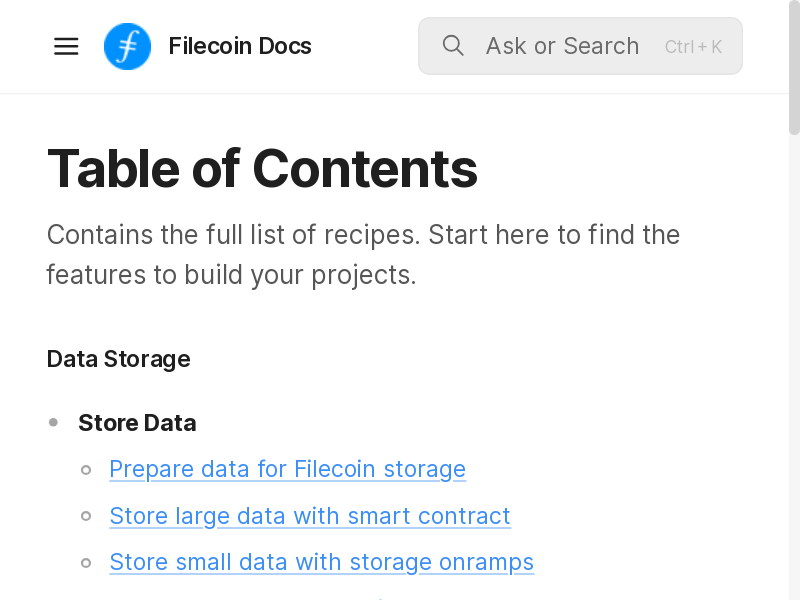 Filecoin Docs
Ask or Search Ctrl + K
Table of Contents
Contains the full list of recipes. Start here to find the
features to build your projects.
Data Storage
Store Data
Prepare data for Filecoin storage
Store large data with smart contract
Store small data with storage onramps